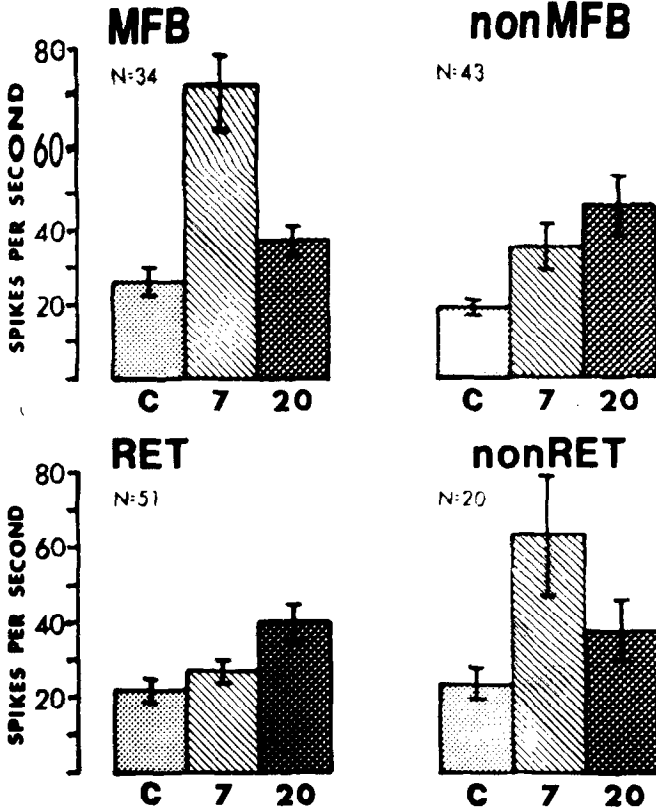 MFB
nonMFB
N=34
N=43
SPIKES PER SECOND
80
60
40
20
C 7 20
C 7 20
RET
nonRET
N=51
N=20
SPIKES PER SECOND
80
60
40
20
C 7 20
C 7 20